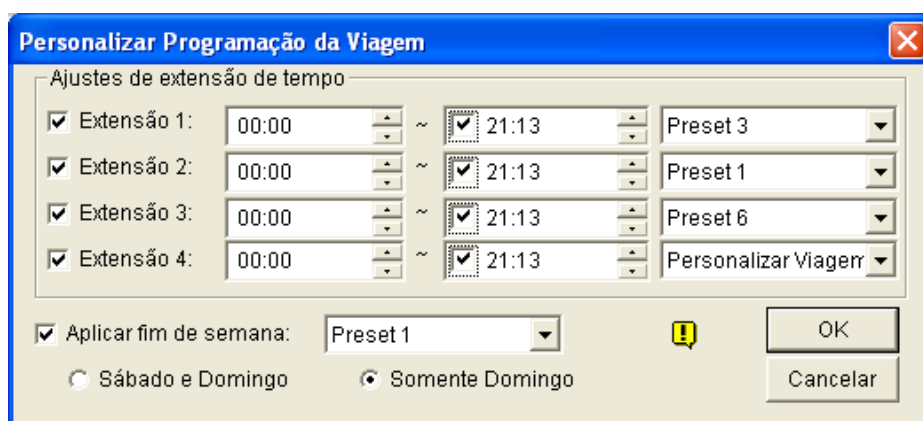 Personalizar Programação da Viagem
Ajustes de extensão de tempo
Extensão 1: 00:00 ~ 21:13 Preset 3
Extensão 2: 00:00 ~ 21:13 Preset 1
Extensão 3: 00:00 ~ 21:13 Preset 6
Extensão 4: 00:00 ~ 21:13 Personalizar Viagem
Aplicar fim de semana: Preset 1 OK
Sábado e Domingo Somente Domingo Cancelar